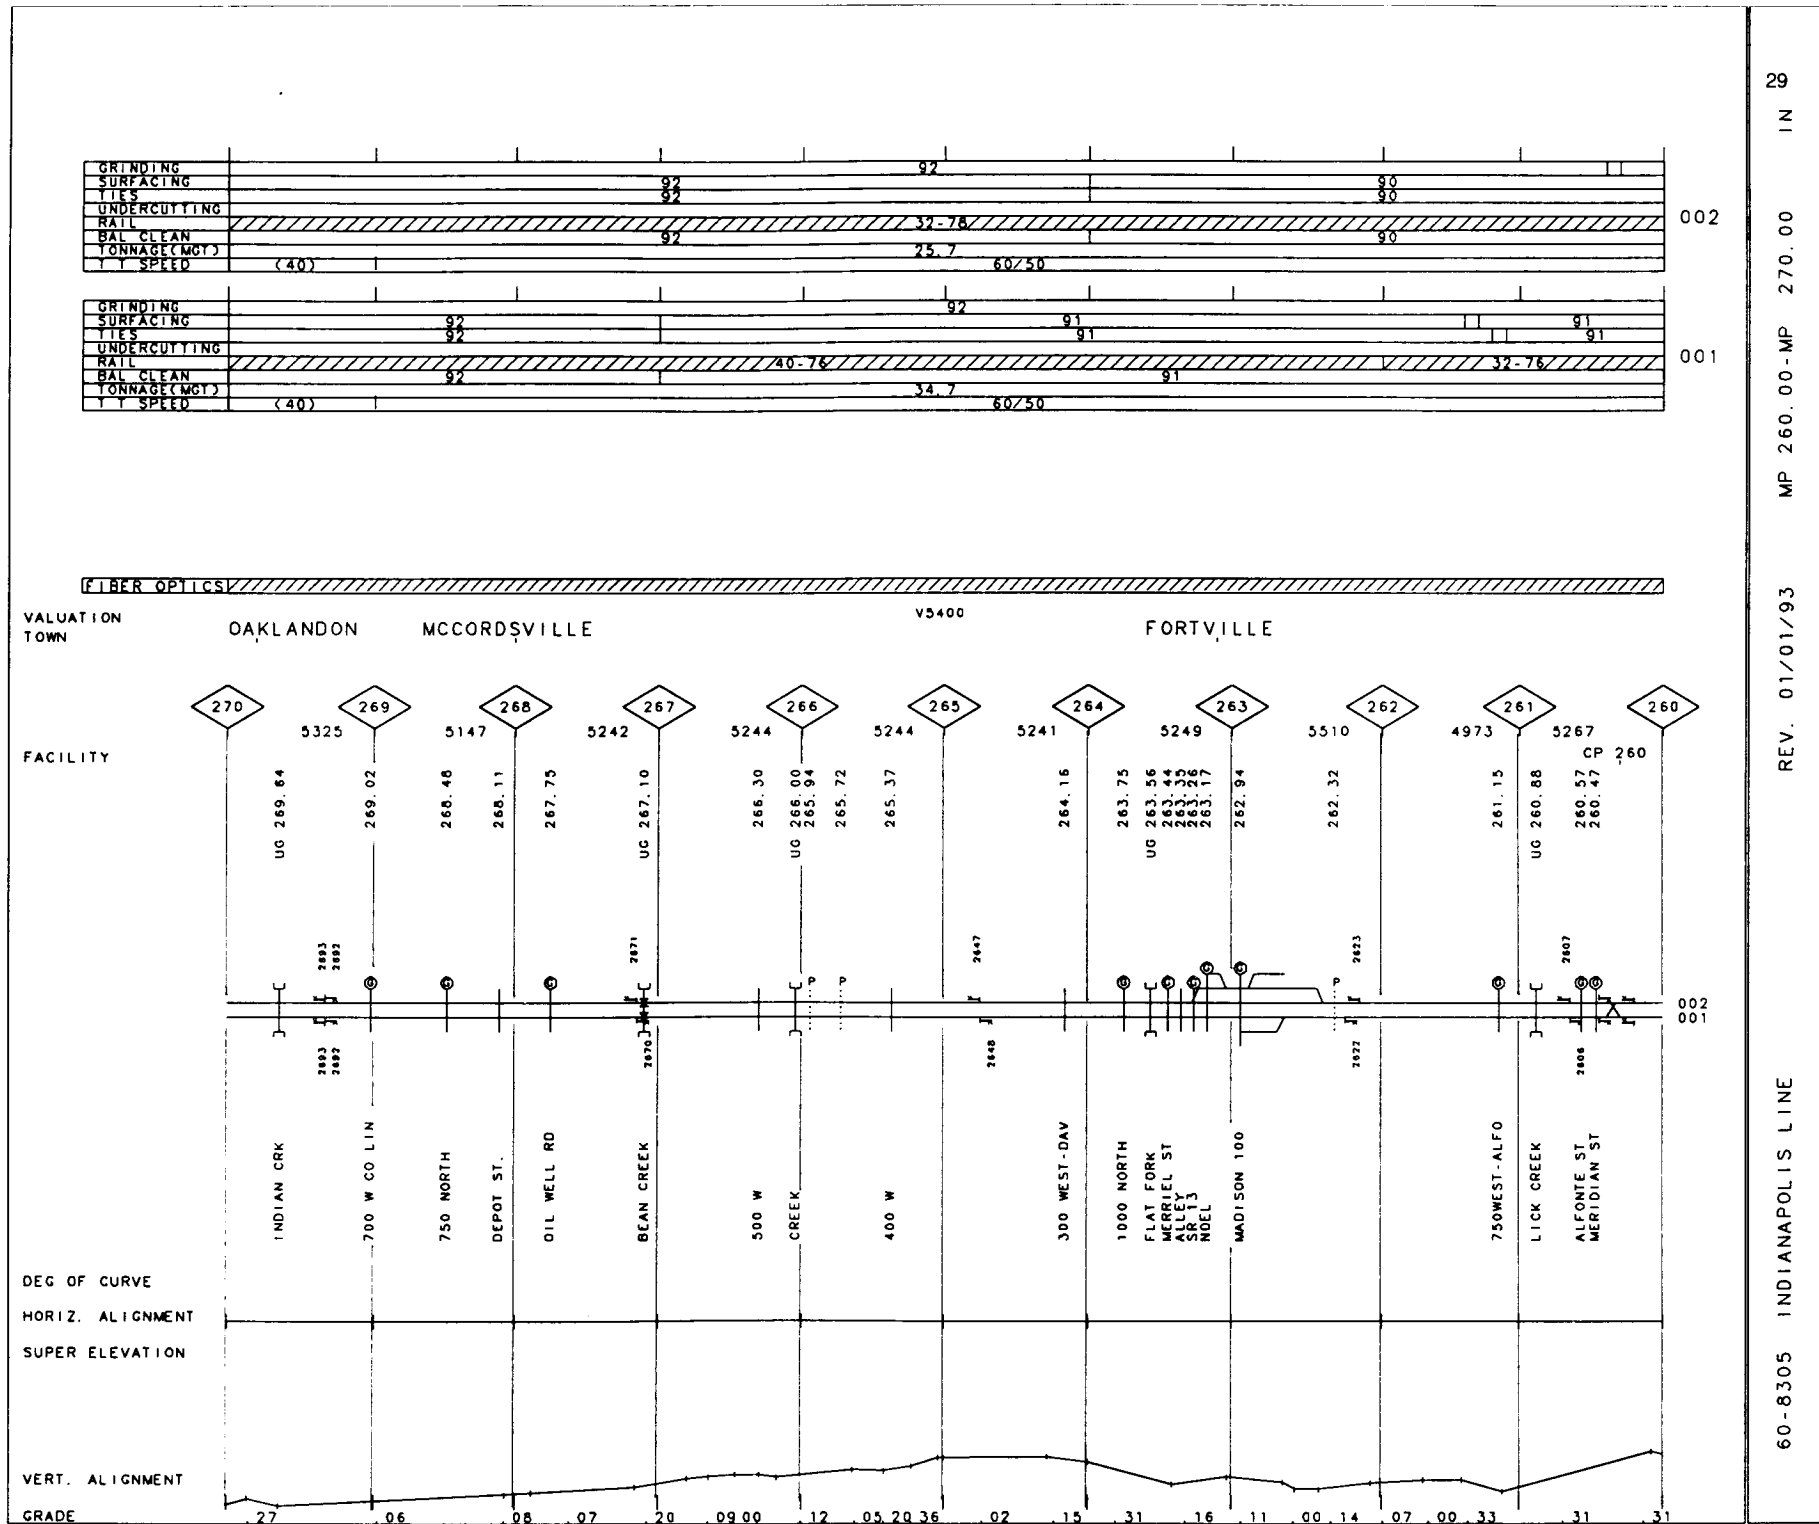 GRINDING 92
SURFACING 92 90
TIES 92 90
UNDERCUTTING
RAIL 32-78 002
BAL CLEAN 92 90
TONNAGE(MGT) 25.7
T T SPEED (40) 60/50
GRINDING 92
SURFACING 92 91 91
TIES 92 91 91
UNDERCUTTING
RAIL 40-76 32-76 001
BAL CLEAN 92 91
TONNAGE(MGT) 34.7
T T SPEED (40) 60/50
FIBER OPTICS
VALUATION V5400
TOWN OAKLANDON MCCORDSVILLE FORTVILLE
270 269 268 267 266 265 264 263 262 261 260
5325 5147 5242 5244 5244 5241 5249 5510 4973 5267
FACILITY CP 260
UG 269.64
269.02
268.48
268.11
267.75
UG 267.10
266.30
UG 266.00
265.94
265.72
265.37
264.16
263.75
UG 263.56
263.44
263.35
263.26
263.17
262.94
262.32
261.15
UG 260.88
260.57
260.47
2693 2692 2671 2647 2623 2607
G G G P P G G G G G P G G G
002
001
2693 2692 2670 2648 2622 2606
INDIAN CRK
700 W CO LIN
750 NORTH
DEPOT ST.
OIL WELL RD
BEAN CREEK
500 W
CREEK
400 W
300 WEST-DAV
1000 NORTH
FLAT FORK
MERRIEL ST
ALLEY
SR 13
NOEL
MADISON 100
750WEST-ALFO
LICK CREEK
ALFONTE ST
MERIDIAN ST
DEG OF CURVE
HORIZ. ALIGNMENT
SUPER ELEVATION
VERT. ALIGNMENT
GRADE .27 .06 .08 .07 .20 .09 00 .12 .05 .20 36 .02 .15 .31 .16 .11 .00 .14 .07 .00 .33 .31 .31
60-8305 INDIANAPOLIS LINE REV. 01/01/93 MP 260.00-MP 270.00 IN 29